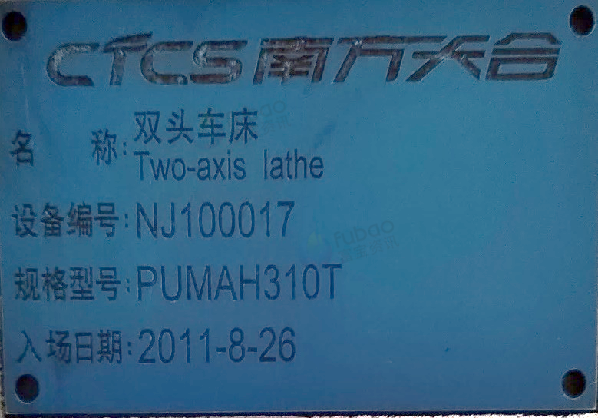 CTCS 南方天合
名 称: 双头车床
Two-axis lathe
设备编号: NJ100017
规格型号: PUMAH310T
入场日期: 2011-8-26